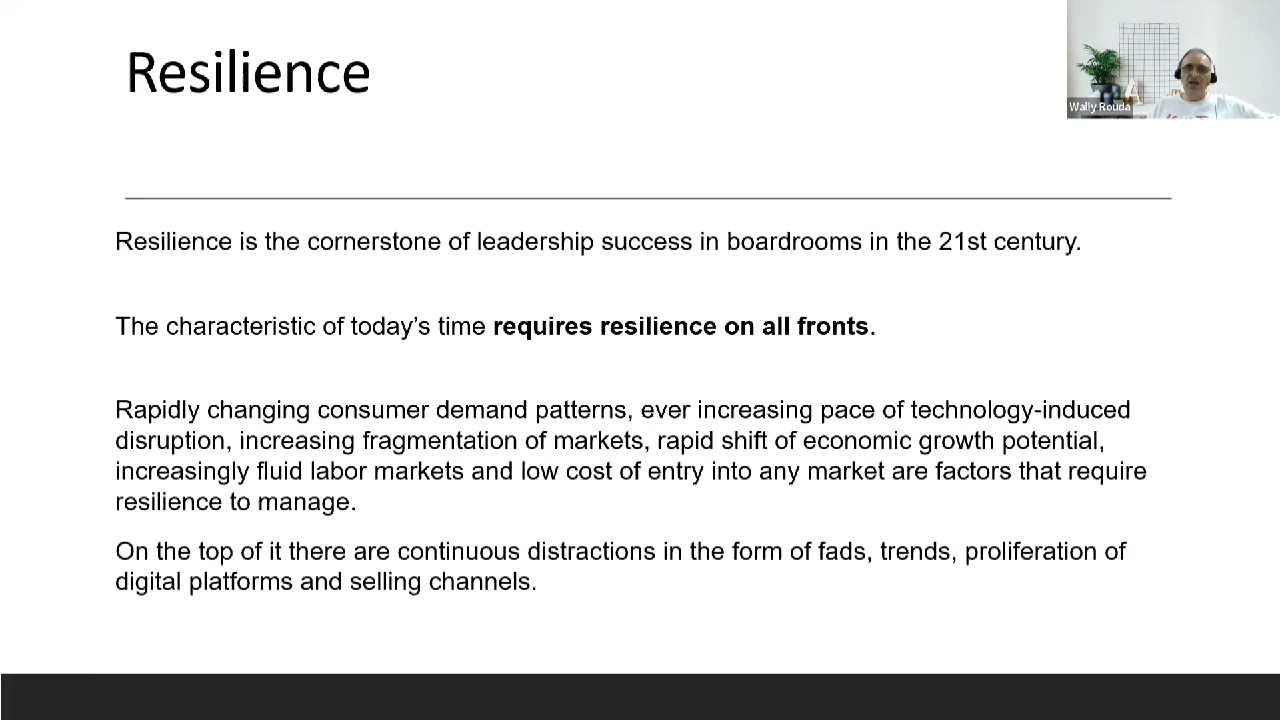 Resilience
Wally Rouda
Resilience is the cornerstone of leadership success in boardrooms in the 21st century.
The characteristic of today’s time requires resilience on all fronts.
Rapidly changing consumer demand patterns, ever increasing pace of technology-induced
disruption, increasing fragmentation of markets, rapid shift of economic growth potential,
increasingly fluid labor markets and low cost of entry into any market are factors that require
resilience to manage.
On the top of it there are continuous distractions in the form of fads, trends, proliferation of
digital platforms and selling channels.